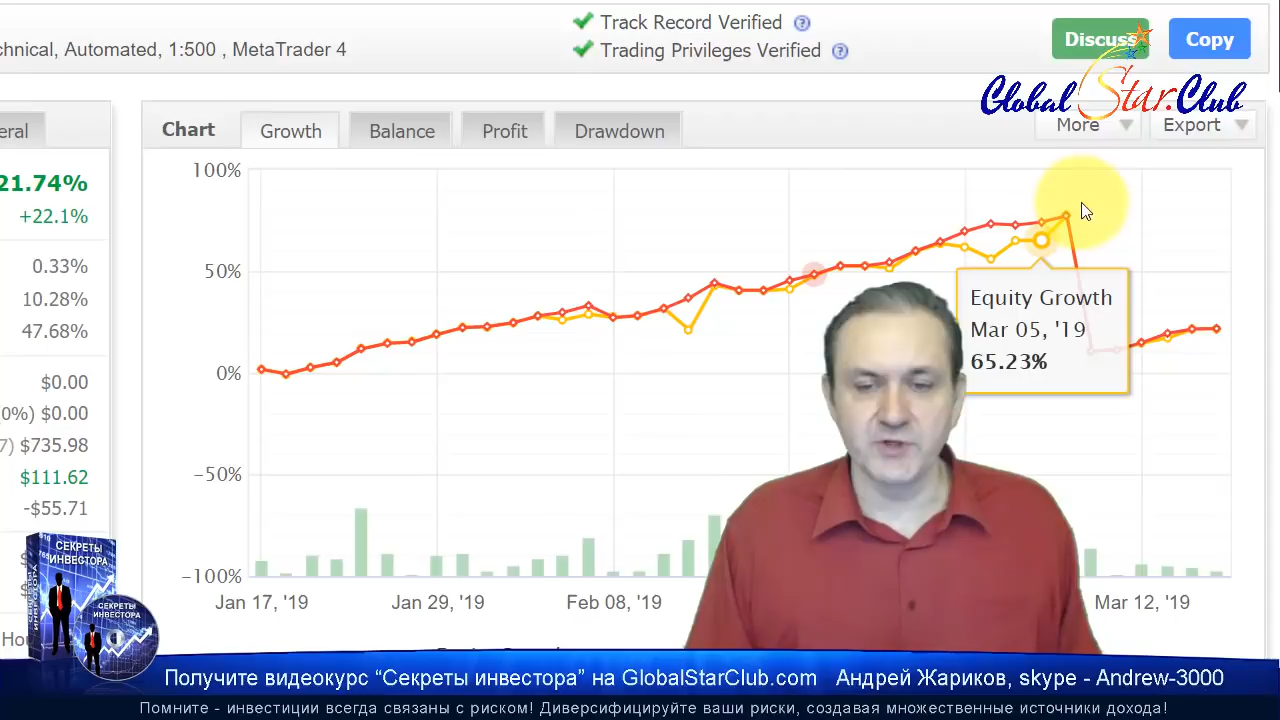 chnical, Automated, 1:500 , MetaTrader 4
Track Record Verified
Trading Privileges Verified
Discuss
Copy
Global Star.Club
eral
Chart
Growth
Balance
Profit
Drawdown
More
Export
21.74%
+22.1%
0.33%
10.28%
47.68%
$0.00
(0%) $0.00
7) $735.98
$111.62
-$55.71
100%
50%
0%
-50%
-100%
Equity Growth
Mar 05, '19
65.23%
Jan 17, '19
Jan 29, '19
Feb 08, '19
Mar 12, '19
СЕКРЕТЫ
ИНВЕСТОРА
СЕКРЕТЫ ИНВЕСТОРА
СЕКРЕТЫ
ИНВЕСТОРА
Получите видеокурс “Секреты инвестора” на GlobalStarClub.com Андрей Жариков, skype - Andrew-3000
Помните - инвестиции всегда связаны с риском! Диверсифицируйте ваши риски, создавая множественные источники дохода!